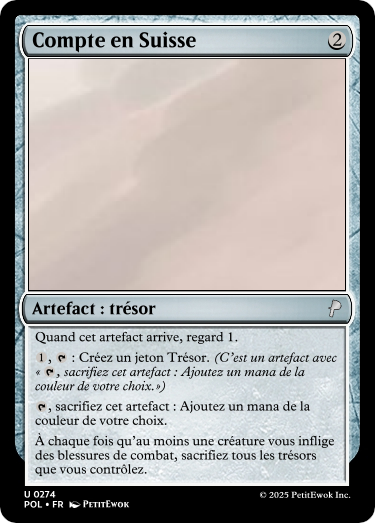 Compte en Suisse 2
Artefact : trésor
Quand cet artefact arrive, regard 1.
1, : Créez un jeton Trésor. (C'est un artefact avec
« , sacrifiez cet artefact : Ajoutez un mana de la
couleur de votre choix.»)
, sacrifiez cet artefact : Ajoutez un mana de la
couleur de votre choix.
À chaque fois qu'au moins une créature vous inflige
des blessures de combat, sacrifiez tous les trésors
que vous contrôlez.
U 0274
POL • FR PetitEwok
© 2025 PetitEwok Inc.